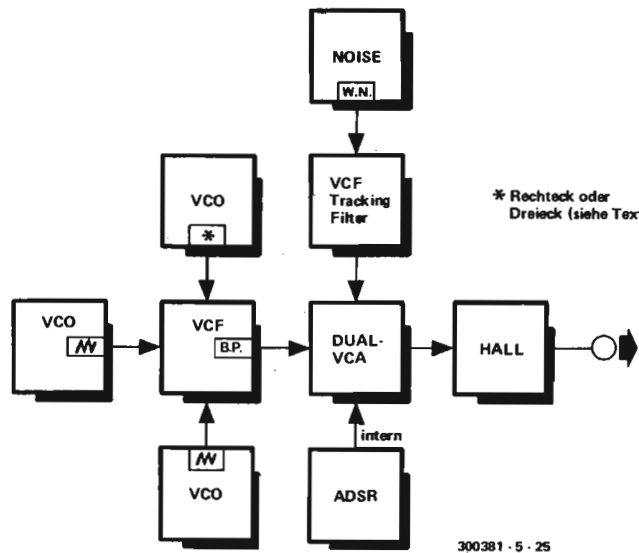 NOISE
W.N.
VCO
*
VCF
Tracking
Filter
* Rechteck oder
Dreieck (siehe Tex
VCO
VCF
B.P.
DUAL-
VCA
HALL
intern
VCO
ADSR
300381 - 5 - 25